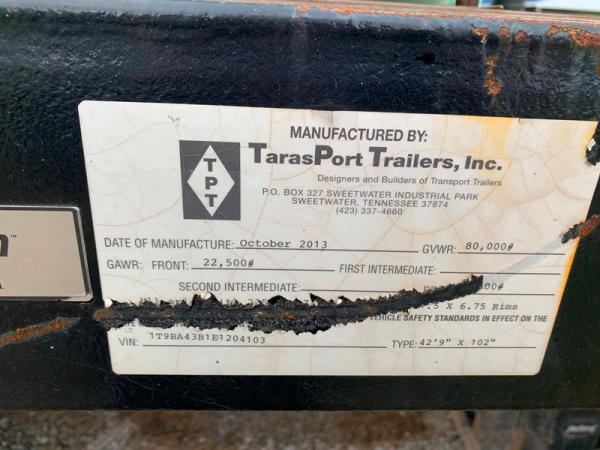 MANUFACTURED BY:
TPT
TarasPort Trailers, Inc.
Designers and Builders of Transport Trailers
P.O. BOX 327 SWEETWATER INDUSTRIAL PARK
SWEETWATER, TENNESSEE 37874
(423) 337-4660
DATE OF MANUFACTURE: October 2013 GVWR: 80,000#
GAWR: FRONT: 22,500# FIRST INTERMEDIATE:
SECOND INTERMEDIATE:
X 6.75 Rims
VEHICLE SAFETY STANDARDS IN EFFECT ON THE
VIN: 1T9BA43B1E1204103 TYPE: 42'9" X 102"